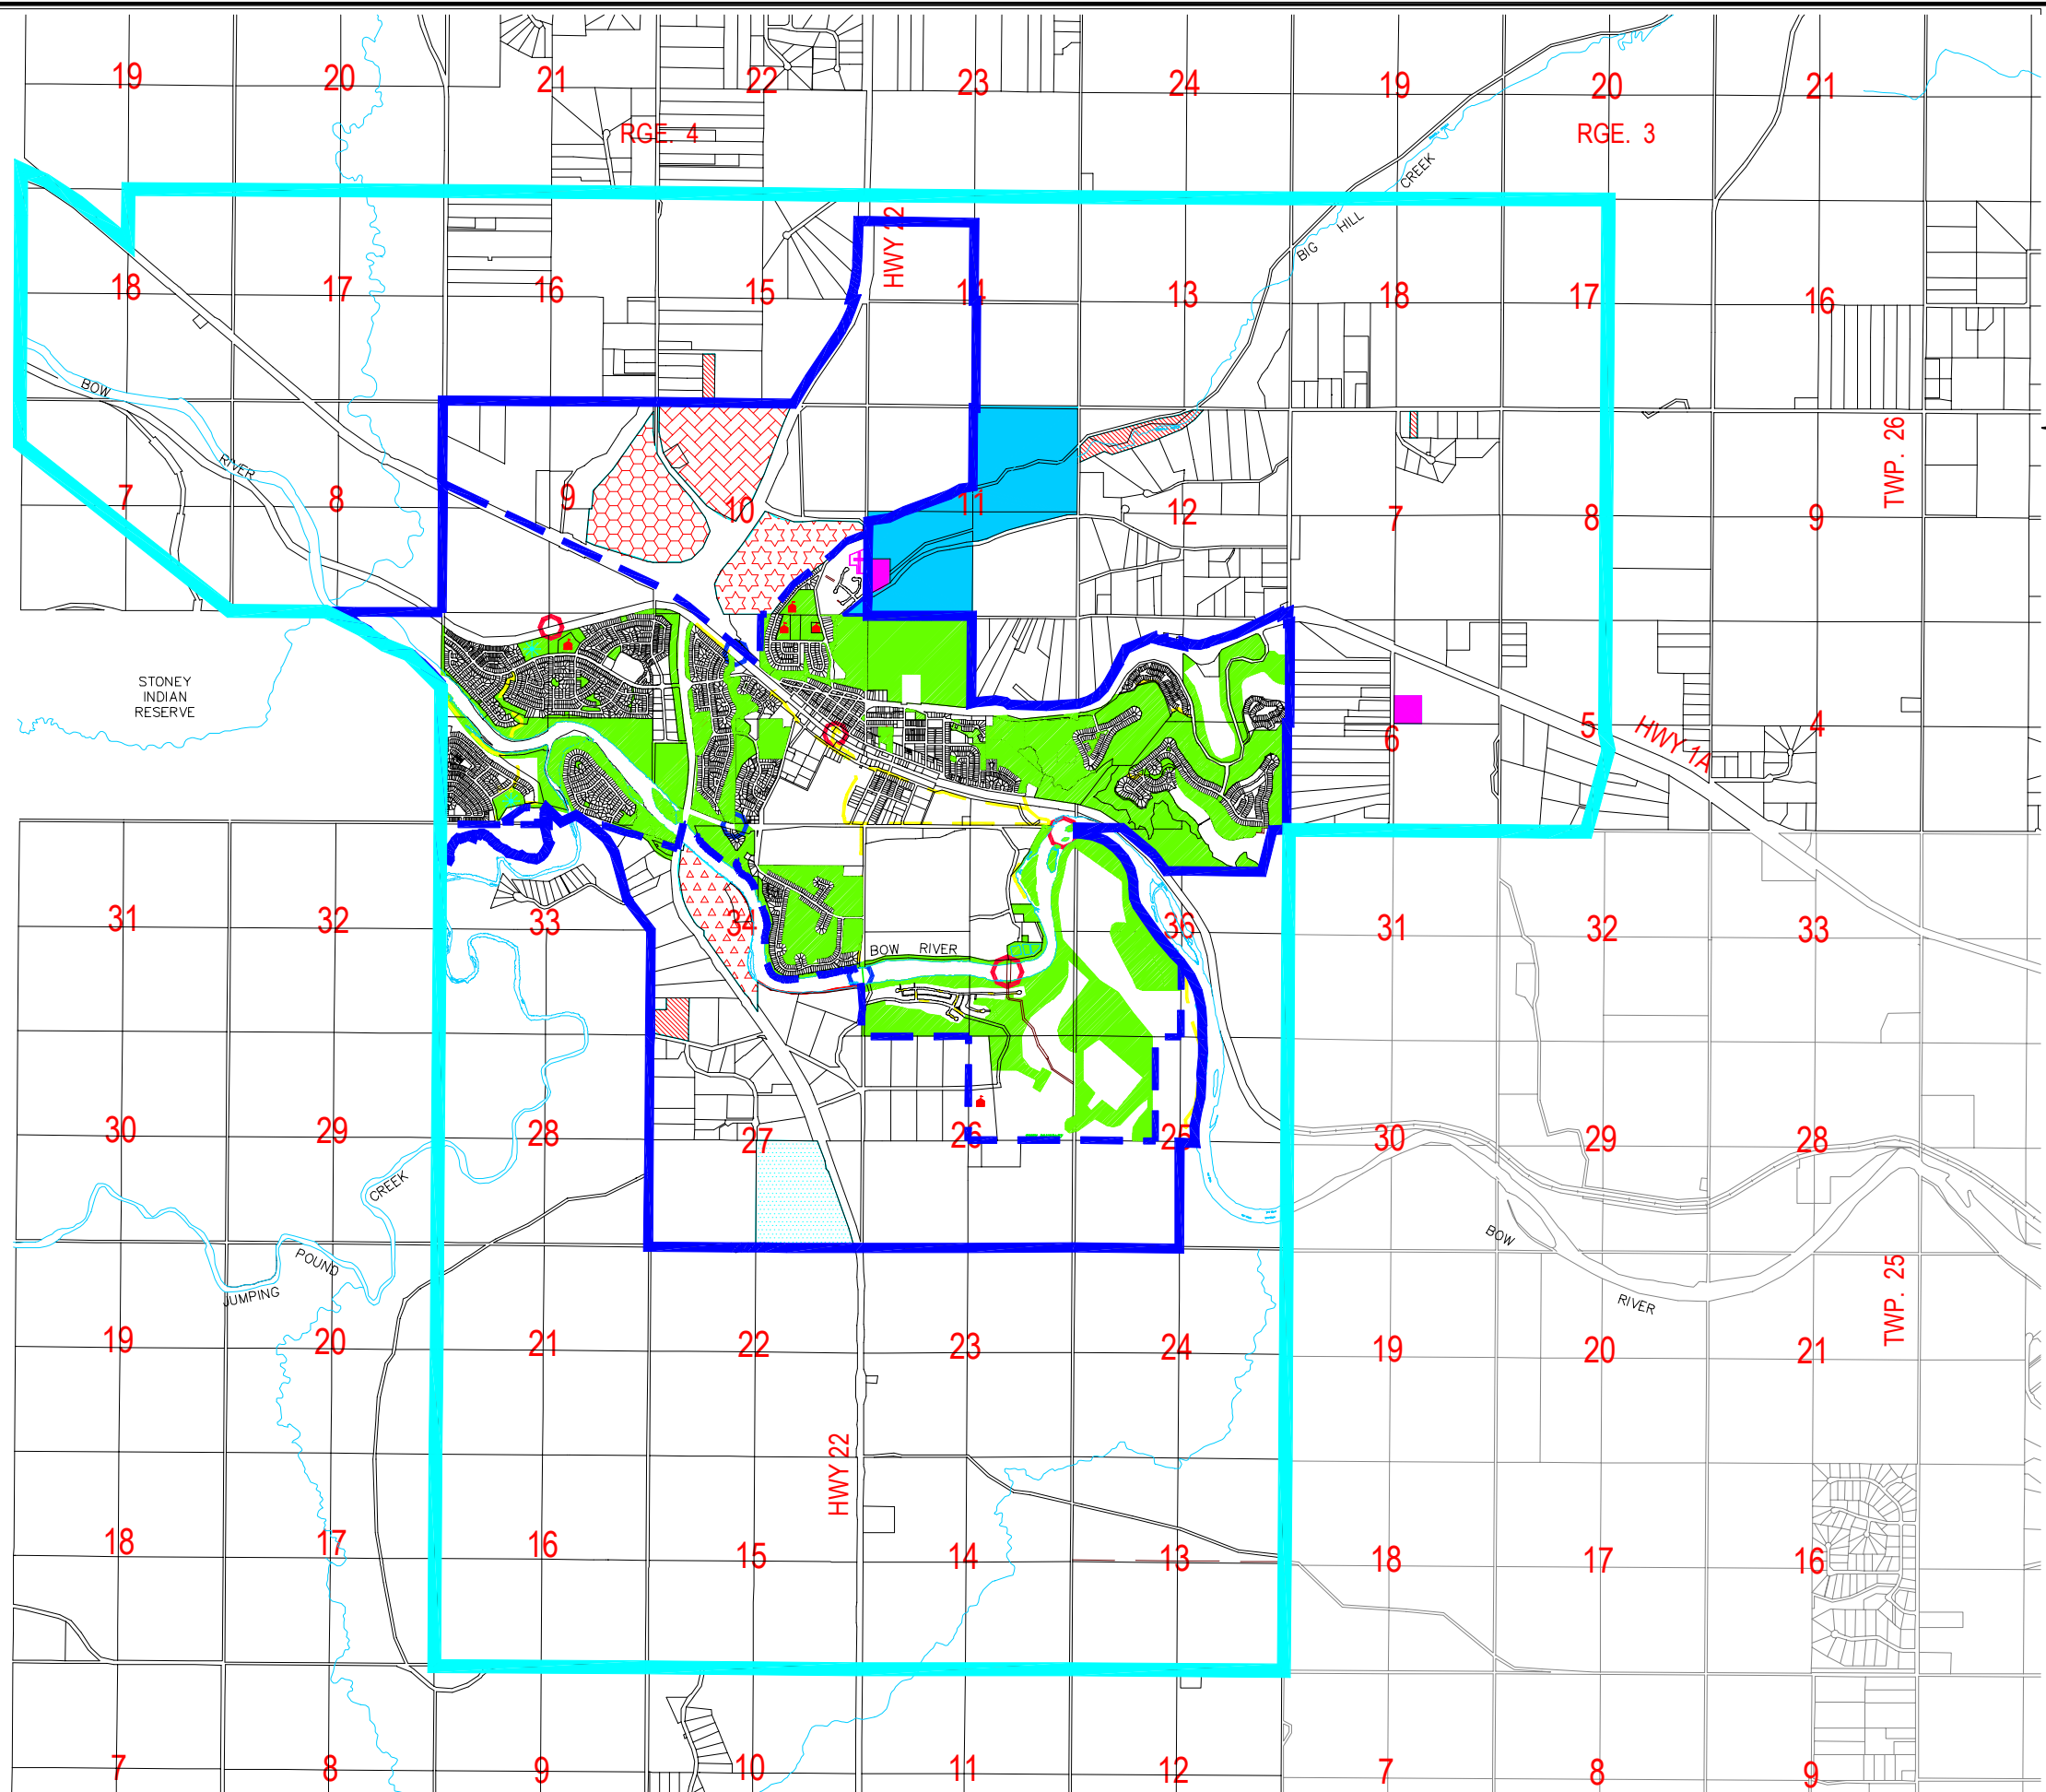 19 20 21 22 23 24 19 20 21
RGE. 4 RGE. 3
CREEK
HILL
BIG
HWY 22
18 17 16 15 14 13 18 17 16
BOW
RIVER
TWP. 26
7 8 9 10 11 12 7 8 9
STONEY
INDIAN
RESERVE
6 5 4
HWY 1A
31 32 33 34 36 31 32 33
BOW RIVER
30 29 28 27 26 25 30 29 28
CREEK
POUND
JUMPING
BOW
RIVER
TWP. 25
19 20 21 22 23 24 19 20 21
HWY 22
18 17 16 15 14 13 18 17 16
7 8 9 10 11 12 7 8 9